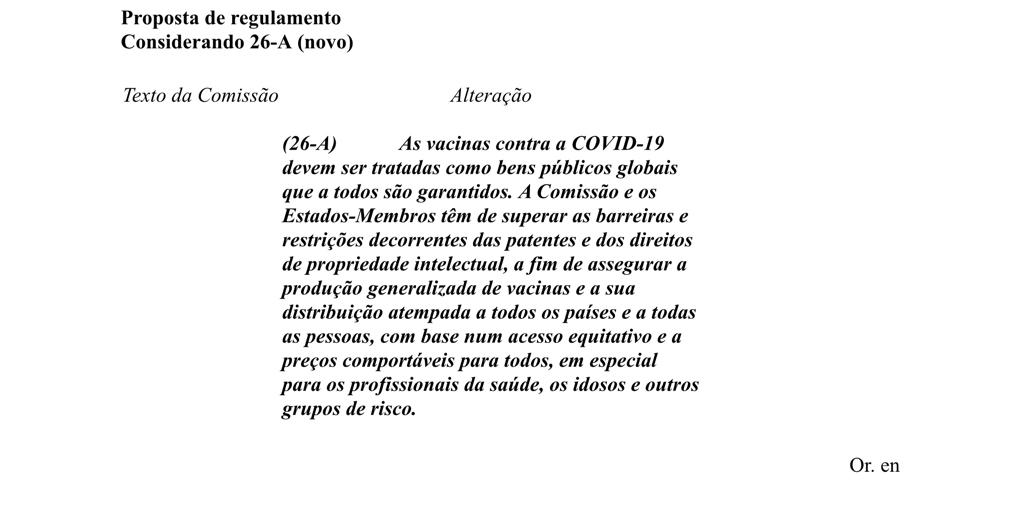 Proposta de regulamento
Considerando 26-A (novo)
Texto da Comissão Alteração
(26-A) As vacinas contra a COVID-19
devem ser tratadas como bens públicos globais
que a todos são garantidos. A Comissão e os
Estados-Membros têm de superar as barreiras e
restrições decorrentes das patentes e dos direitos
de propriedade intelectual, a fim de assegurar a
produção generalizada de vacinas e a sua
distribuição atempada a todos os países e a todas
as pessoas, com base num acesso equitativo e a
preços comportáveis para todos, em especial
para os profissionais da saúde, os idosos e outros
grupos de risco.
Or. en